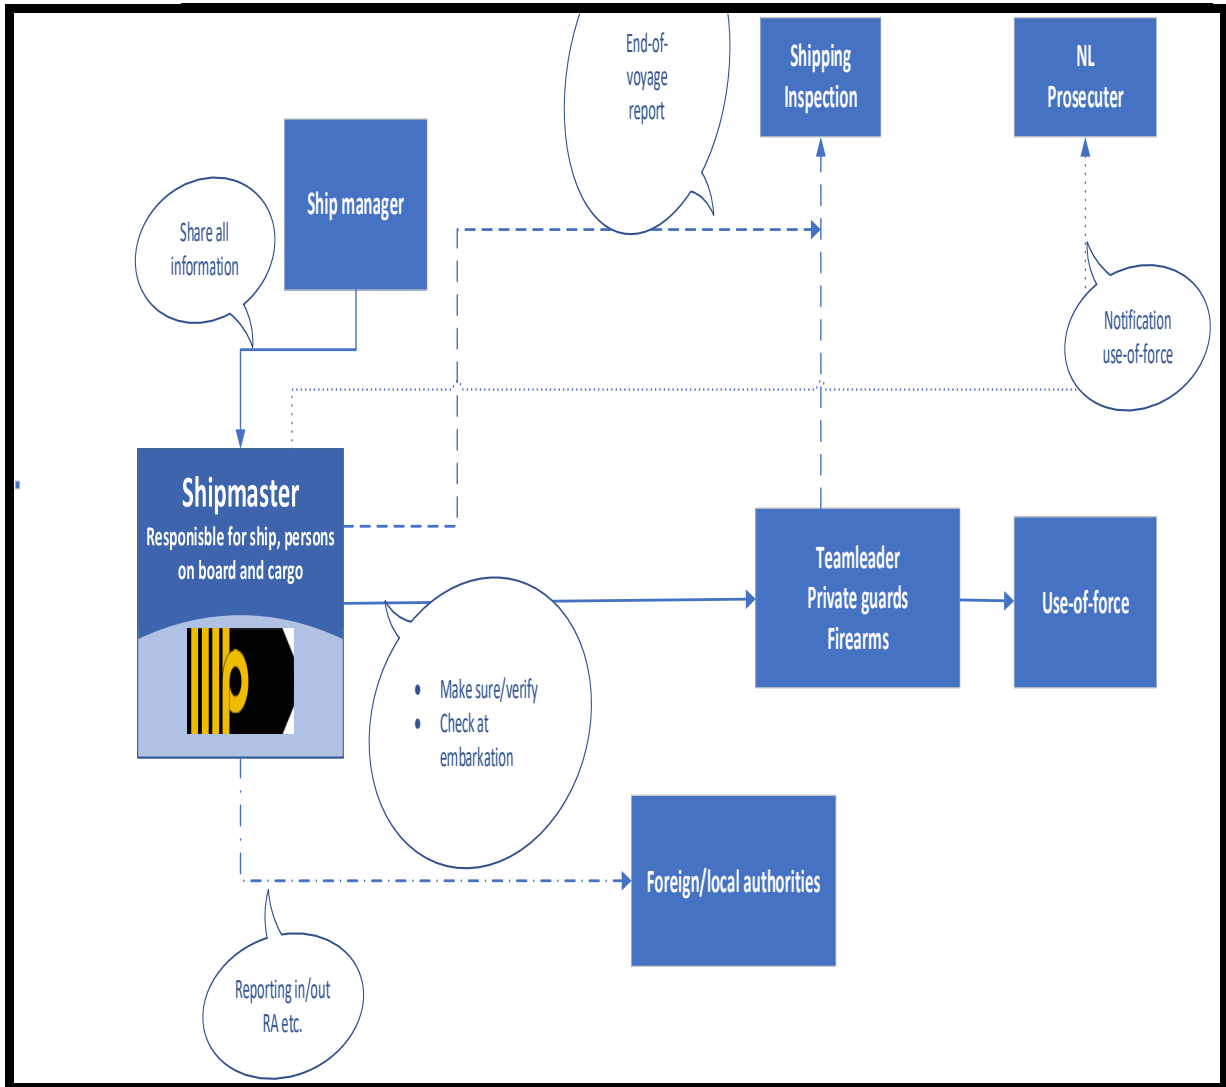 End-of-
voyage
report
Shipping
Inspection
NL
Prosecuter
Ship manager
Share all
information
Notification
use-of-force
Shipmaster
Responisble for ship, persons
on board and cargo
Teamleader
Private guards
Firearms
Use-of-force
• Make sure/verify
• Check at
embarkation
Foreign/local authorities
Reporting in/out
RA etc.